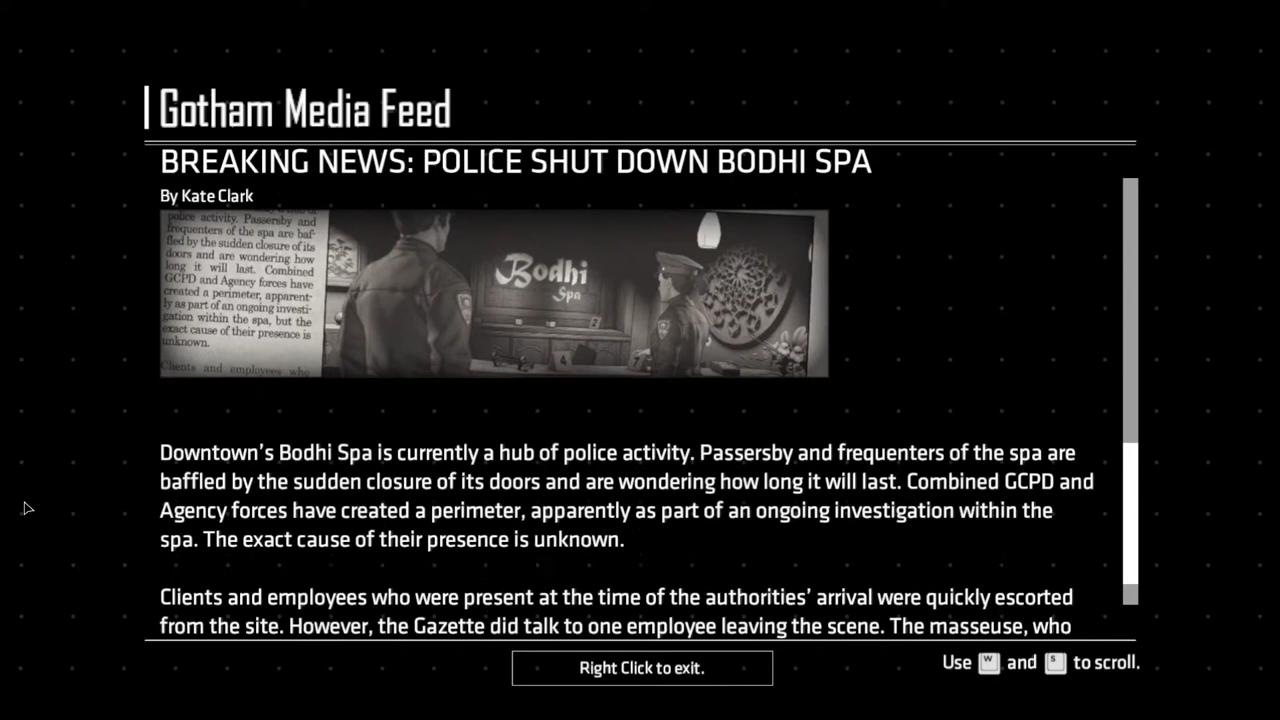 Gotham Media Feed
BREAKING NEWS: POLICE SHUT DOWN BODHI SPA
By Kate Clark
police activity. Passersby and
frequenters of the spa are baf-
fled by the sudden closure of its
doors and are wondering how
long it will last. Combined
GCPD and Agency forces have
created a perimeter, apparent-
ly as part of an ongoing investi-
gation within the spa, but the
exact cause of their presence is
unknown.
Clients and employees who
Bodhi
Spa
2
4
Downtown's Bodhi Spa is currently a hub of police activity. Passersby and frequenters of the spa are
baffled by the sudden closure of its doors and are wondering how long it will last. Combined GCPD and
Agency forces have created a perimeter, apparently as part of an ongoing investigation within the
spa. The exact cause of their presence is unknown.
Clients and employees who were present at the time of the authorities' arrival were quickly escorted
from the site. However, the Gazette did talk to one employee leaving the scene. The masseuse, who
Right Click to exit.
Use W and S to scroll.